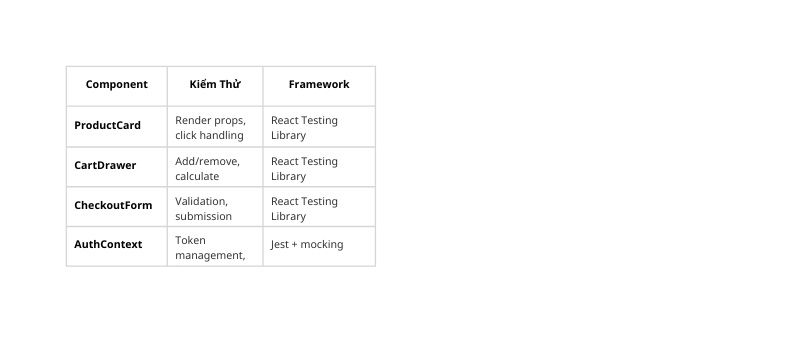 Component Kiểm Thử Framework
ProductCard Render props, React Testing
click handling Library
CartDrawer Add/remove, React Testing
calculate Library
CheckoutForm Validation, React Testing
submission Library
AuthContext Token Jest + mocking
management,